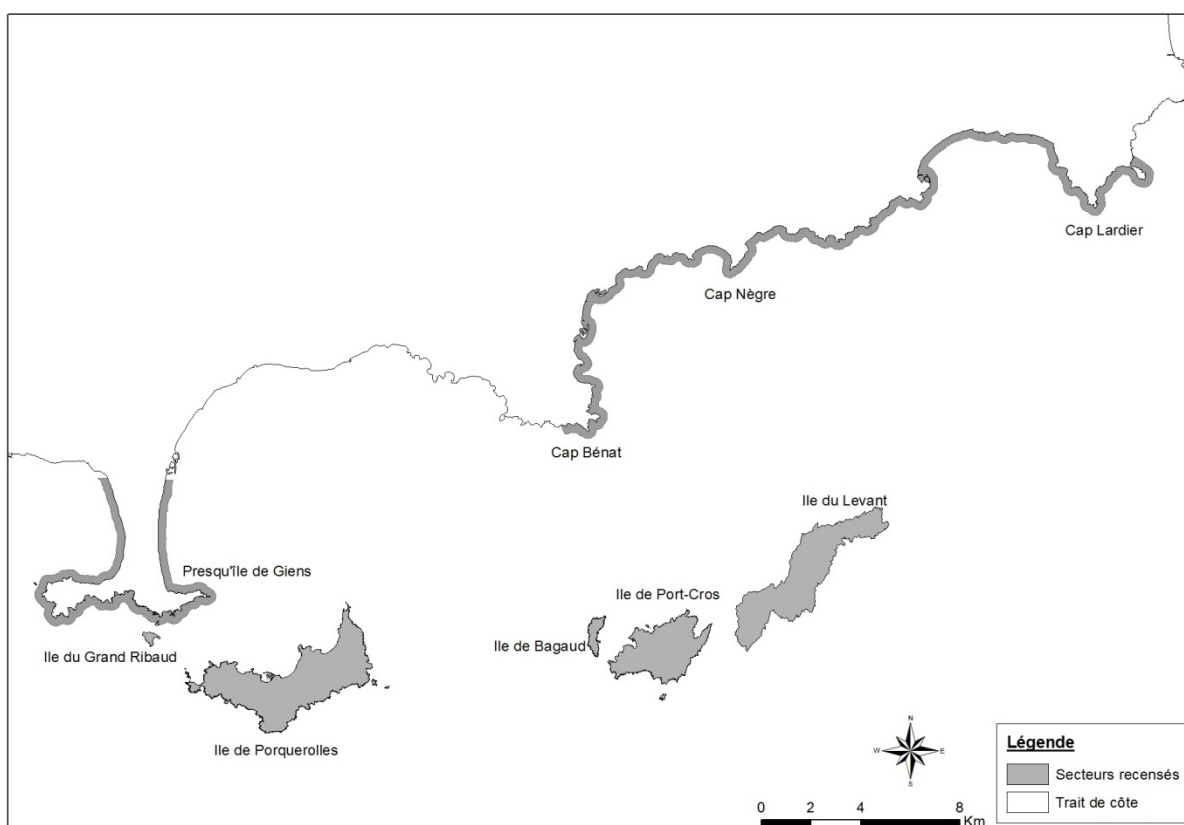 Cap Lardier
Cap Nègre
Cap Bénat
Ile du Levant
Presqu'île de Giens
Ile de Port-Cros
Ile de Bagaud
Ile du Grand Ribaud
Ile de Porquerolles
N
W E
S
Légende
Secteurs recensés
Trait de côte
0 2 4 8
Km